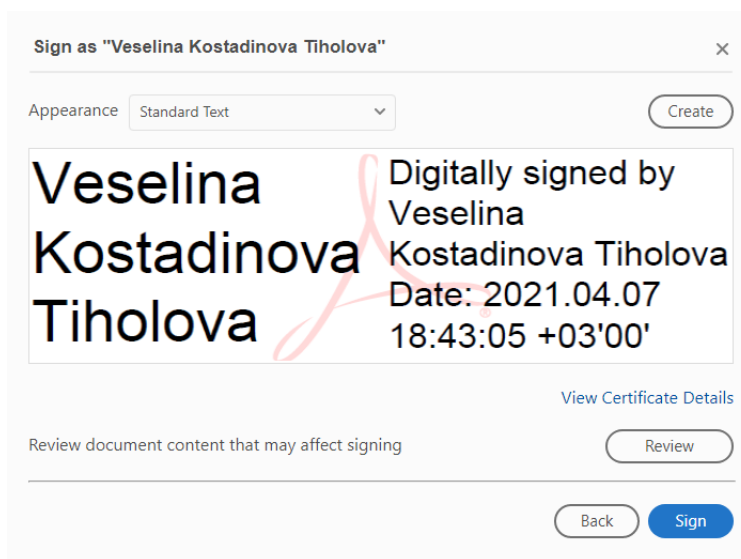 Sign as "Veselina Kostadinova Tiholova"
Appearance Standard Text Create
Veselina
Kostadinova
Tiholova
Digitally signed by
Veselina
Kostadinova Tiholova
Date: 2021.04.07
18:43:05 +03'00'
View Certificate Details
Review document content that may affect signing Review
Back Sign